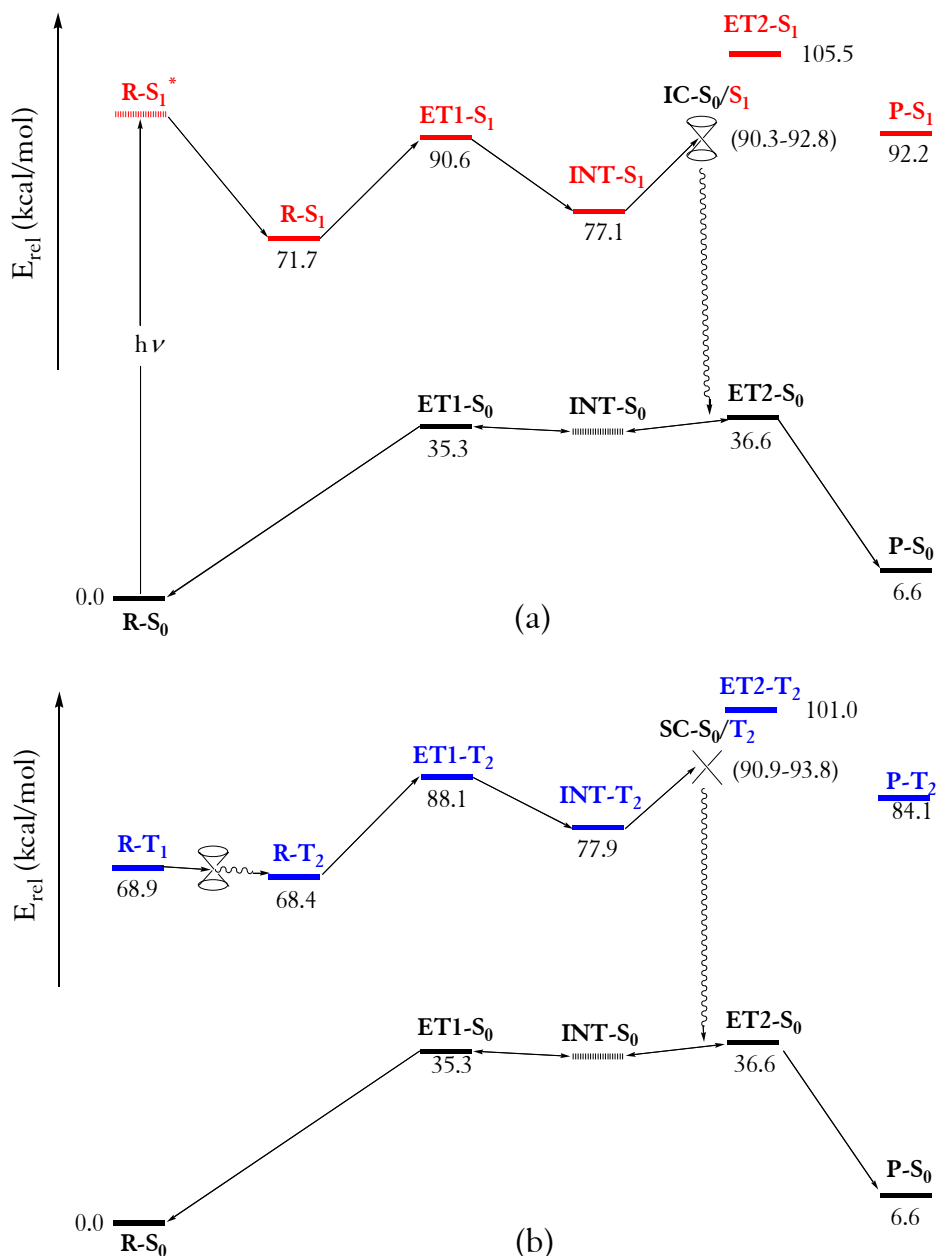 ET2-S₁
105.5
R-S₁*
IC-S₀/S₁
ET1-S₁
(90.3-92.8)
P-S₁
90.6
92.2
INT-S₁
R-S₁
77.1
71.7
E_rel (kcal/mol)
hν
ET1-S₀
INT-S₀
ET2-S₀
35.3
36.6
P-S₀
0.0
6.6
R-S₀
(a)
ET2-T₂
101.0
SC-S₀/T₂
ET1-T₂
(90.9-93.8)
P-T₂
88.1
INT-T₂
84.1
R-T₁
R-T₂
77.9
68.9
68.4
E_rel (kcal/mol)
ET1-S₀
INT-S₀
ET2-S₀
35.3
36.6
P-S₀
0.0
6.6
R-S₀
(b)